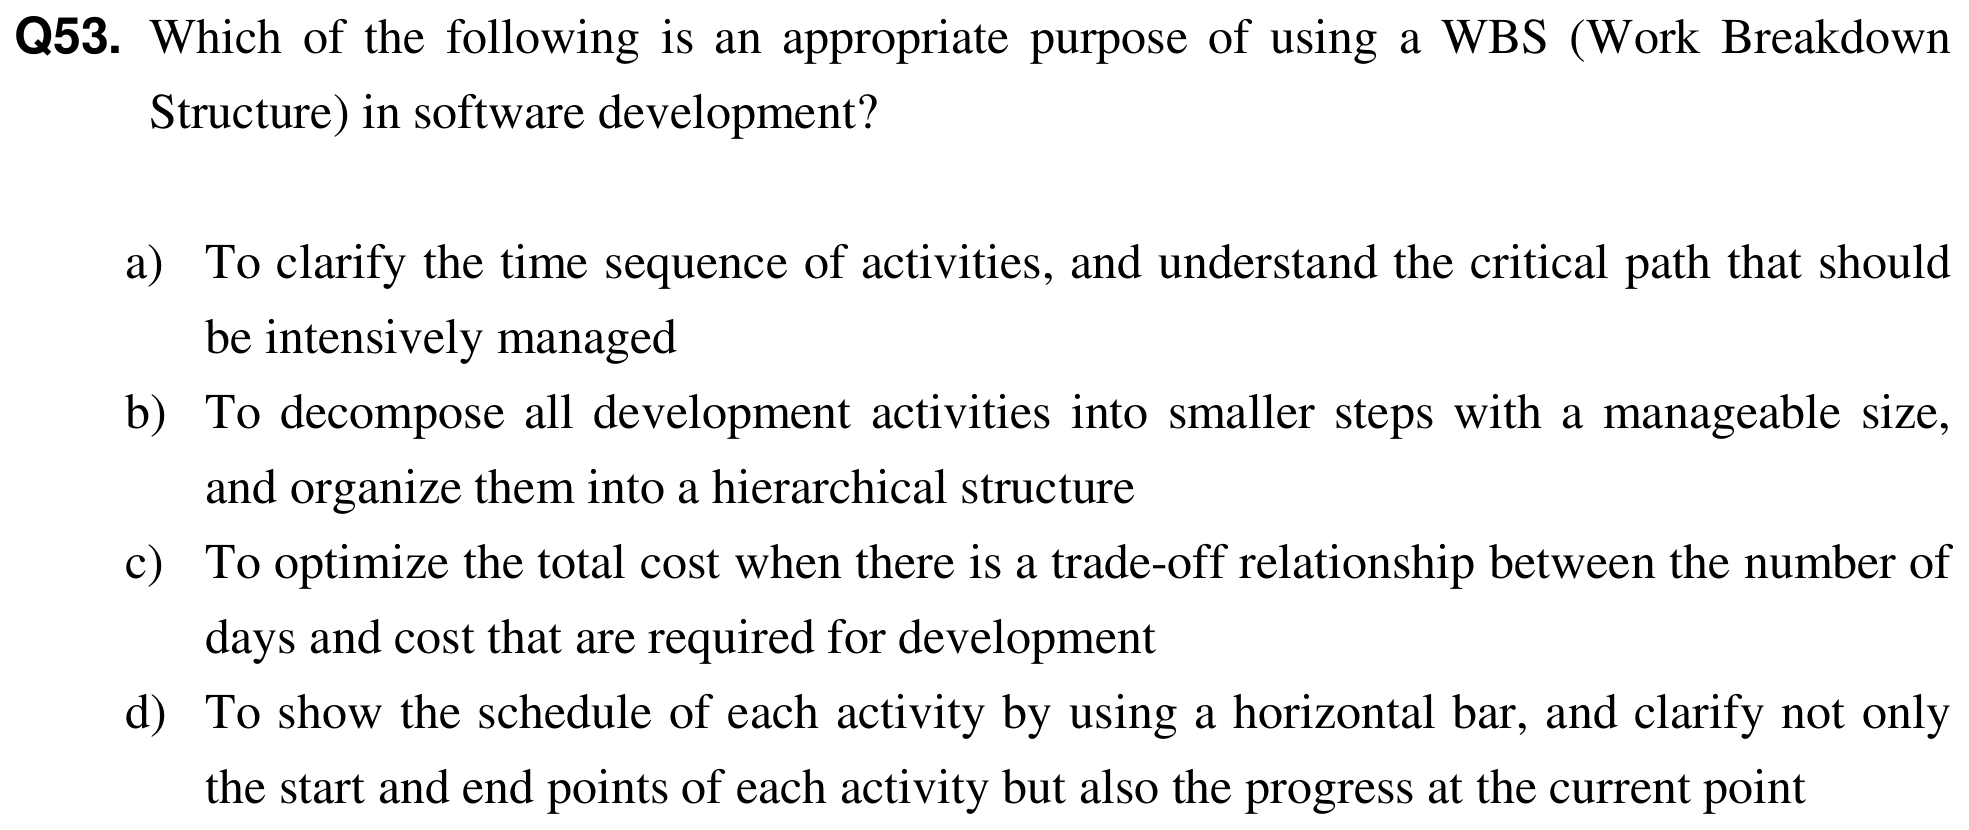 Q53. Which of the following is an appropriate purpose of using a WBS (Work Breakdown
Structure) in software development?
a) To clarify the time sequence of activities, and understand the critical path that should
be intensively managed
b) To decompose all development activities into smaller steps with a manageable size,
and organize them into a hierarchical structure
c) To optimize the total cost when there is a trade-off relationship between the number of
days and cost that are required for development
d) To show the schedule of each activity by using a horizontal bar, and clarify not only
the start and end points of each activity but also the progress at the current point